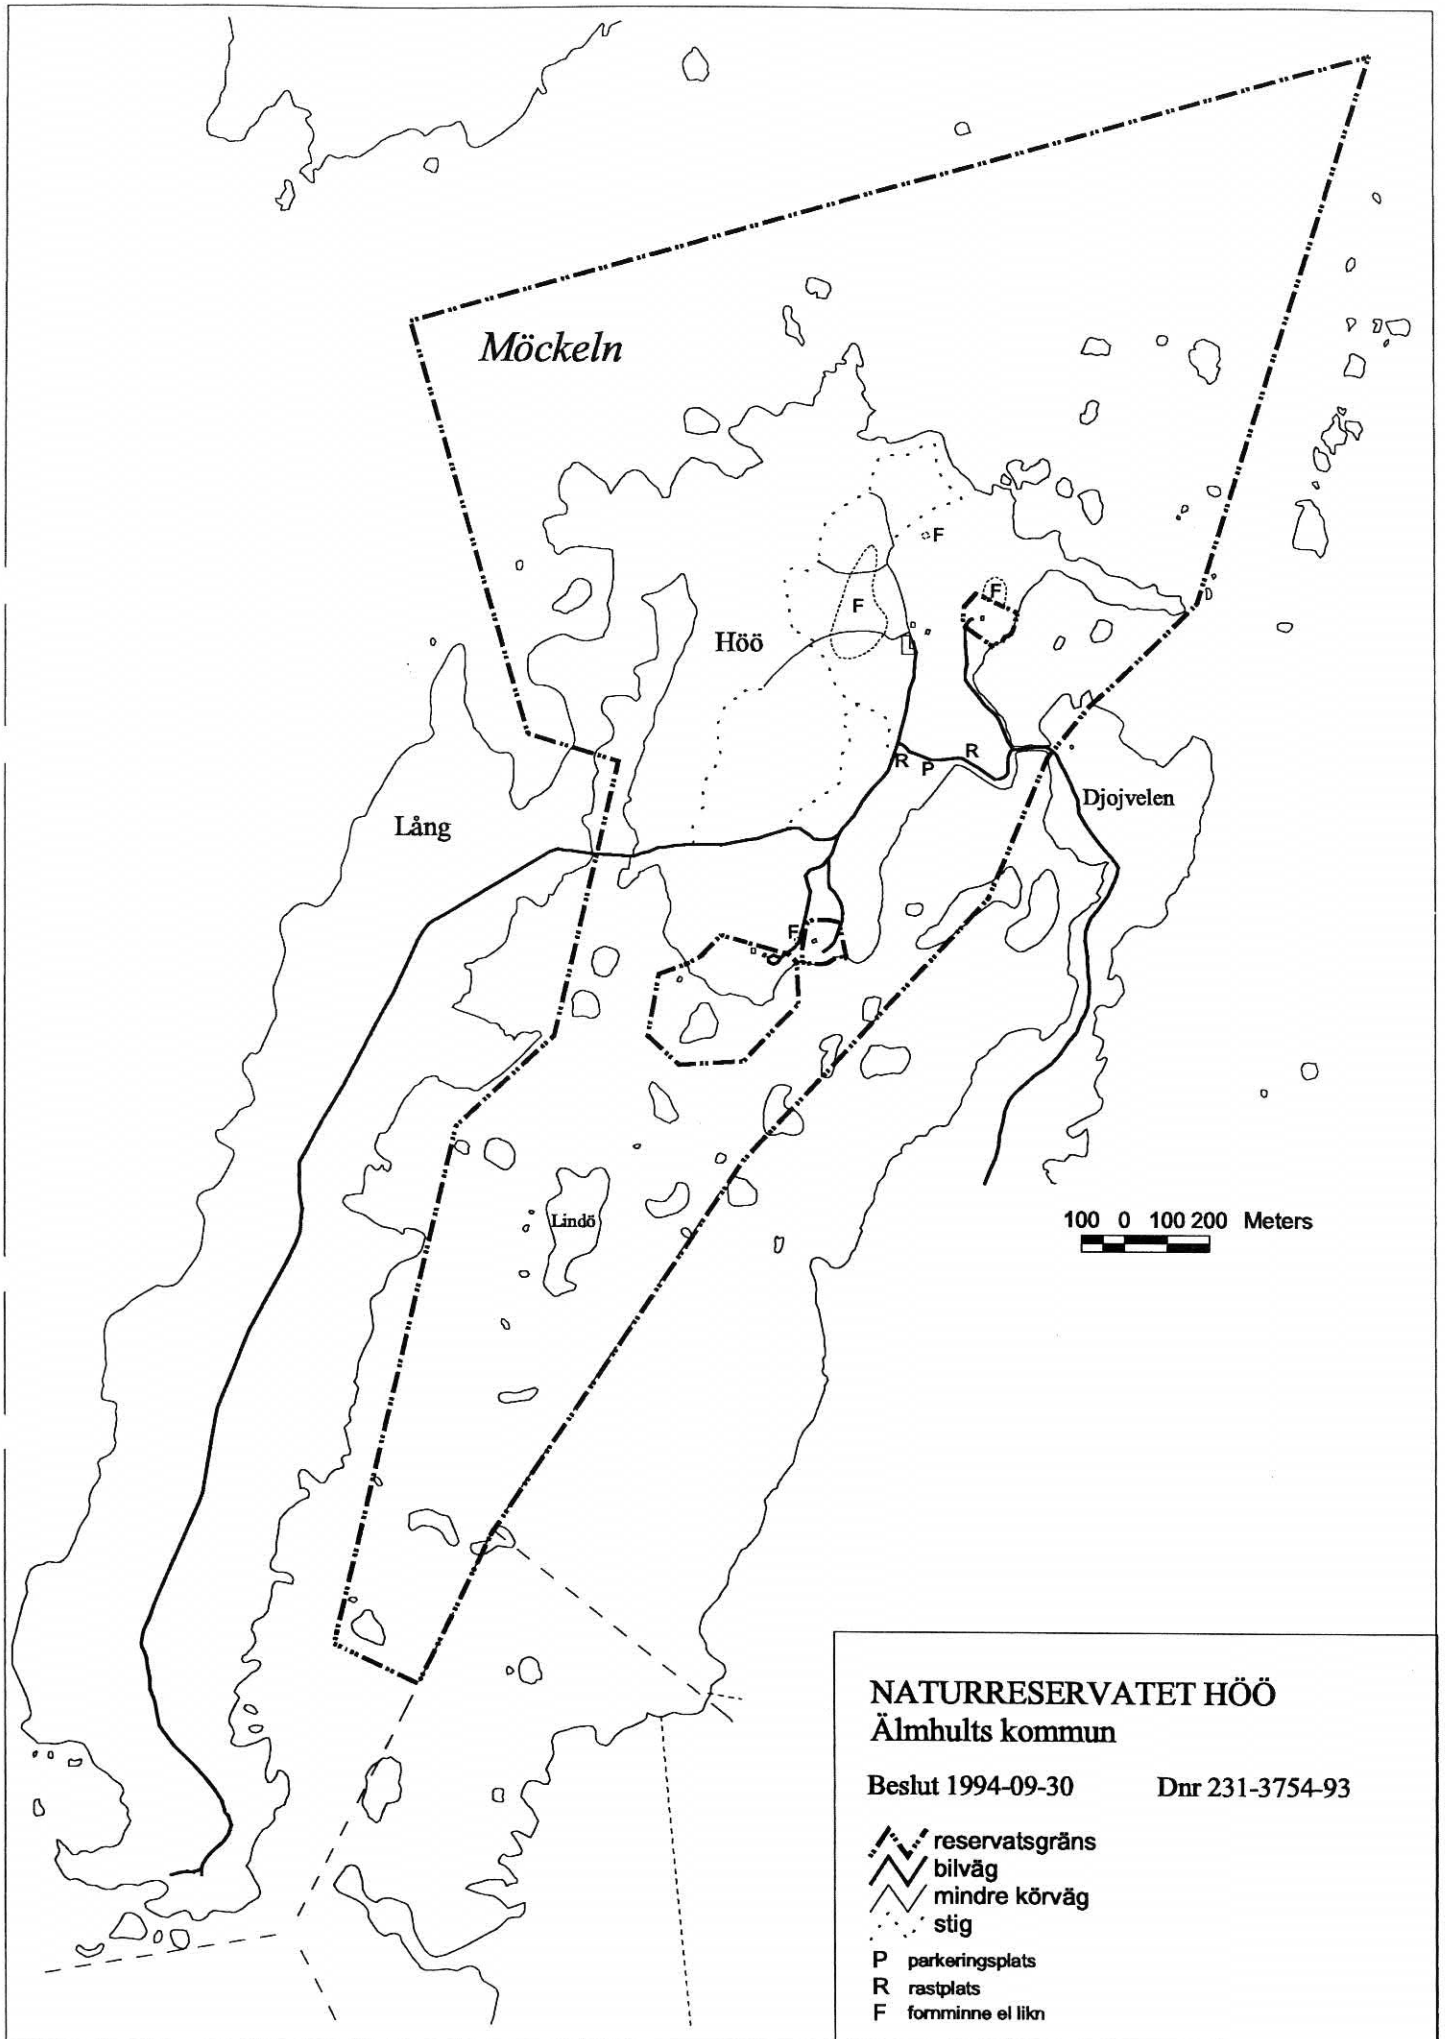 Möckeln
F
F
F
Höö
R
R
P
Djojvelen
Lång
F
Lindö
100 0 100 200 Meters
NATURRESERVATET HÖÖ
Älmhults kommun
Beslut 1994-09-30 Dnr 231-3754-93
reservatsgräns
bilväg
mindre körväg
stig
P parkeringsplats
R rastplats
F fornminne el likn